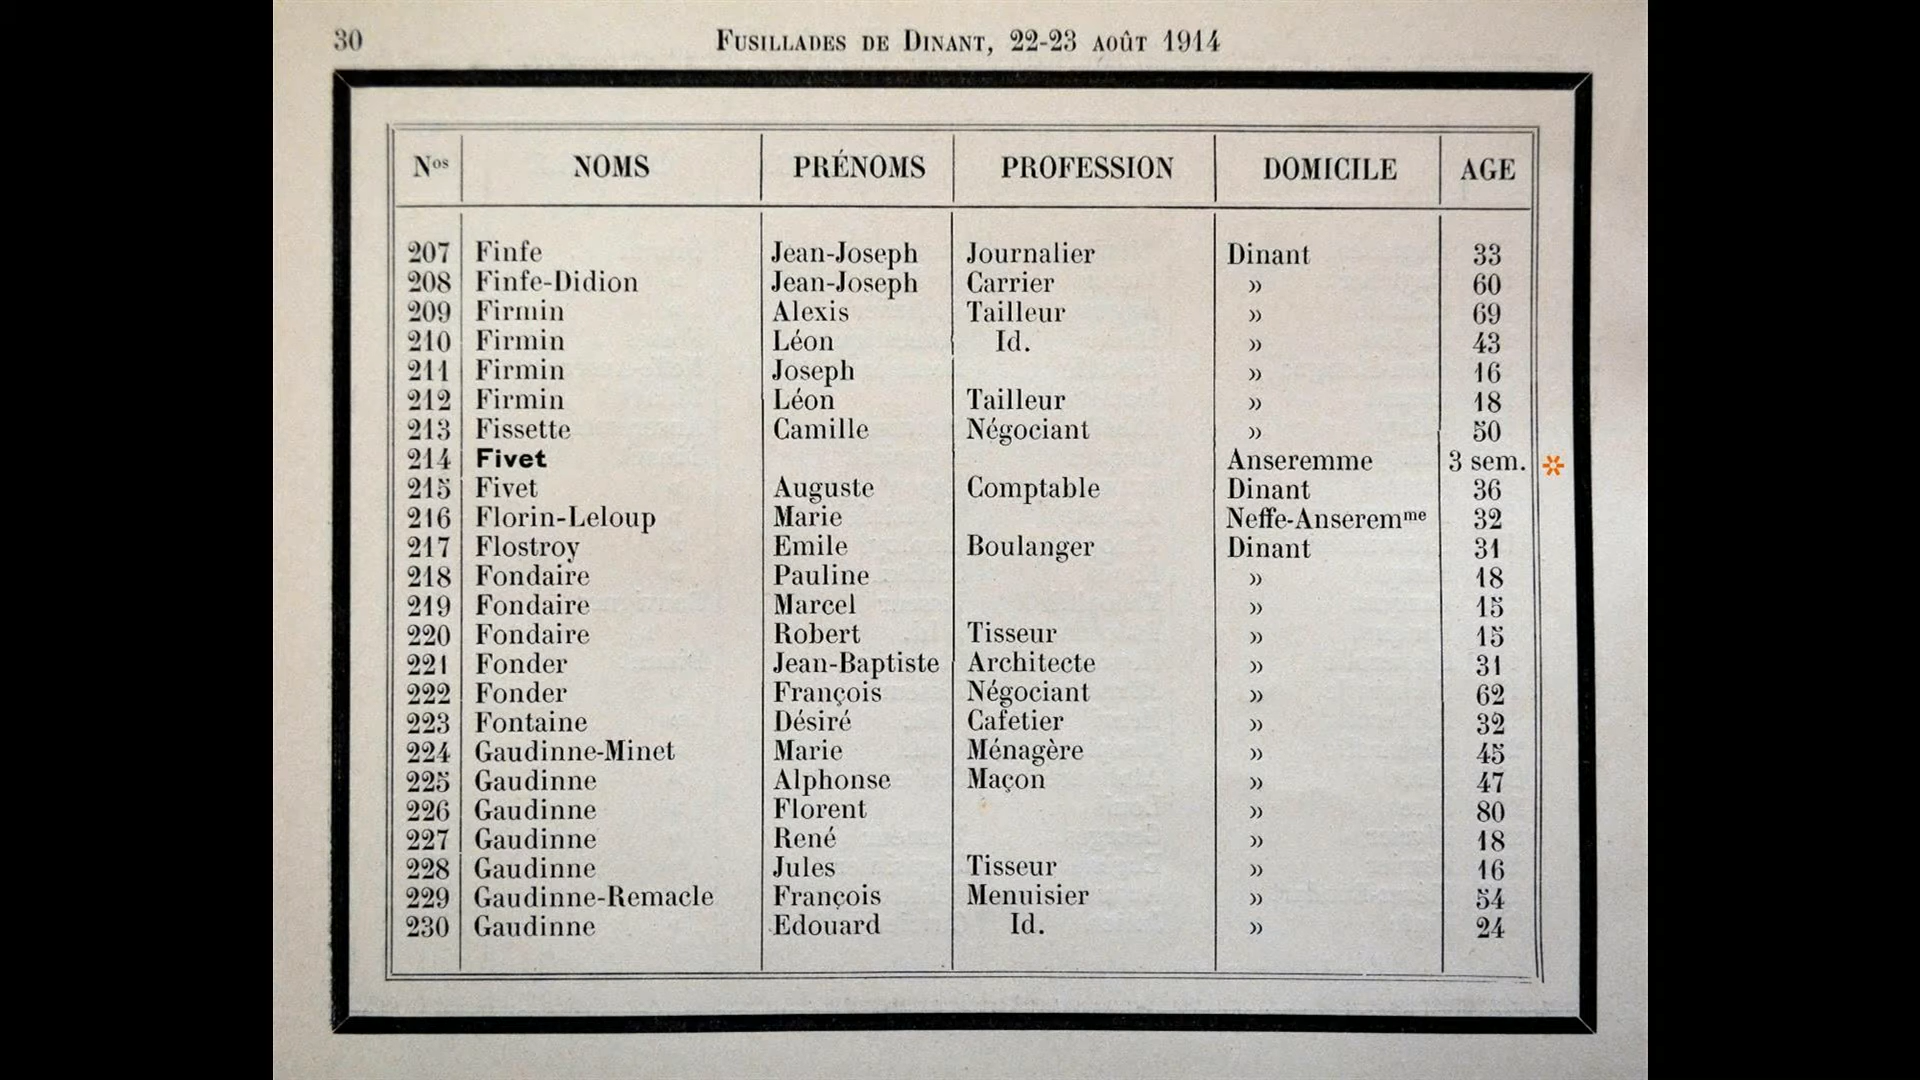 30 FUSILLADES DE DINANT, 22-23 AOÛT 1914
Nos NOMS PRÉNOMS PROFESSION DOMICILE AGE
207 Finfe Jean-Joseph Journalier Dinant 33
208 Finfe-Didion Jean-Joseph Carrier » 60
209 Firmin Alexis Tailleur » 69
210 Firmin Léon Id. » 43
211 Firmin Joseph » 16
212 Firmin Léon Tailleur » 18
213 Fissette Camille Négociant » 50
214 Fivet Anseremme 3 sem.
215 Fivet Auguste Comptable Dinant 36
216 Florin-Leloup Marie Neffe-Anseremme 32
217 Flostroy Emile Boulanger Dinant 31
218 Fondaire Pauline » 18
219 Fondaire Marcel » 15
220 Fondaire Robert Tisseur » 15
221 Fonder Jean-Baptiste Architecte » 31
222 Fonder François Négociant » 62
223 Fontaine Désiré Cafetier » 32
224 Gaudinne-Minet Marie Ménagère » 45
225 Gaudinne Alphonse Maçon » 47
226 Gaudinne Florent » 80
227 Gaudinne René » 18
228 Gaudinne Jules Tisseur » 16
229 Gaudinne-Remacle François Menuisier » 54
230 Gaudinne Edouard Id. » 24